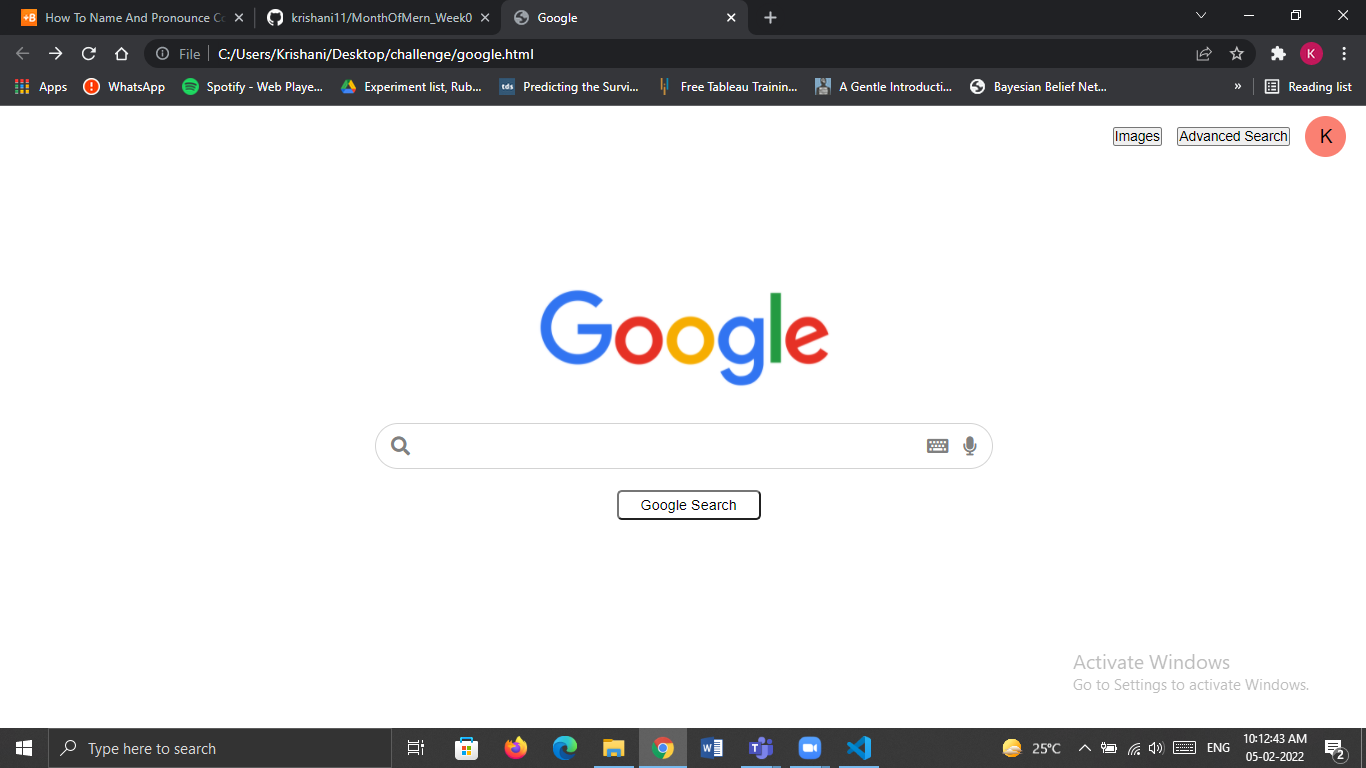 How To Name And Pronounce Co
krishani11/MonthOfMern_Week0
Google
File
C:/Users/Krishani/Desktop/challenge/google.html
K
Apps
WhatsApp
Spotify - Web Playe...
Experiment list, Rub...
tds
Predicting the Survi...
Free Tableau Trainin...
A Gentle Introducti...
Bayesian Belief Net...
»
Reading list
Images
Advanced Search
K
Google
Google Search
Activate Windows
Go to Settings to activate Windows.
Type here to search
25°C
ENG
10:12:43 AM
05-02-2022
2